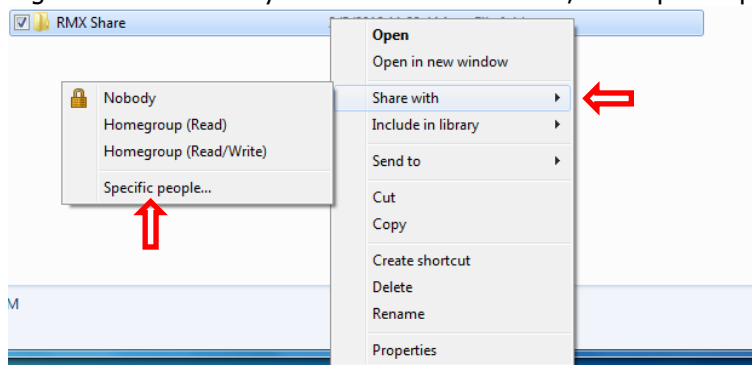 RMX Share
Open
Open in new window
Share with
Include in library
Send to
Cut
Copy
Create shortcut
Delete
Rename
Properties
Nobody
Homegroup (Read)
Homegroup (Read/Write)
Specific people...
M